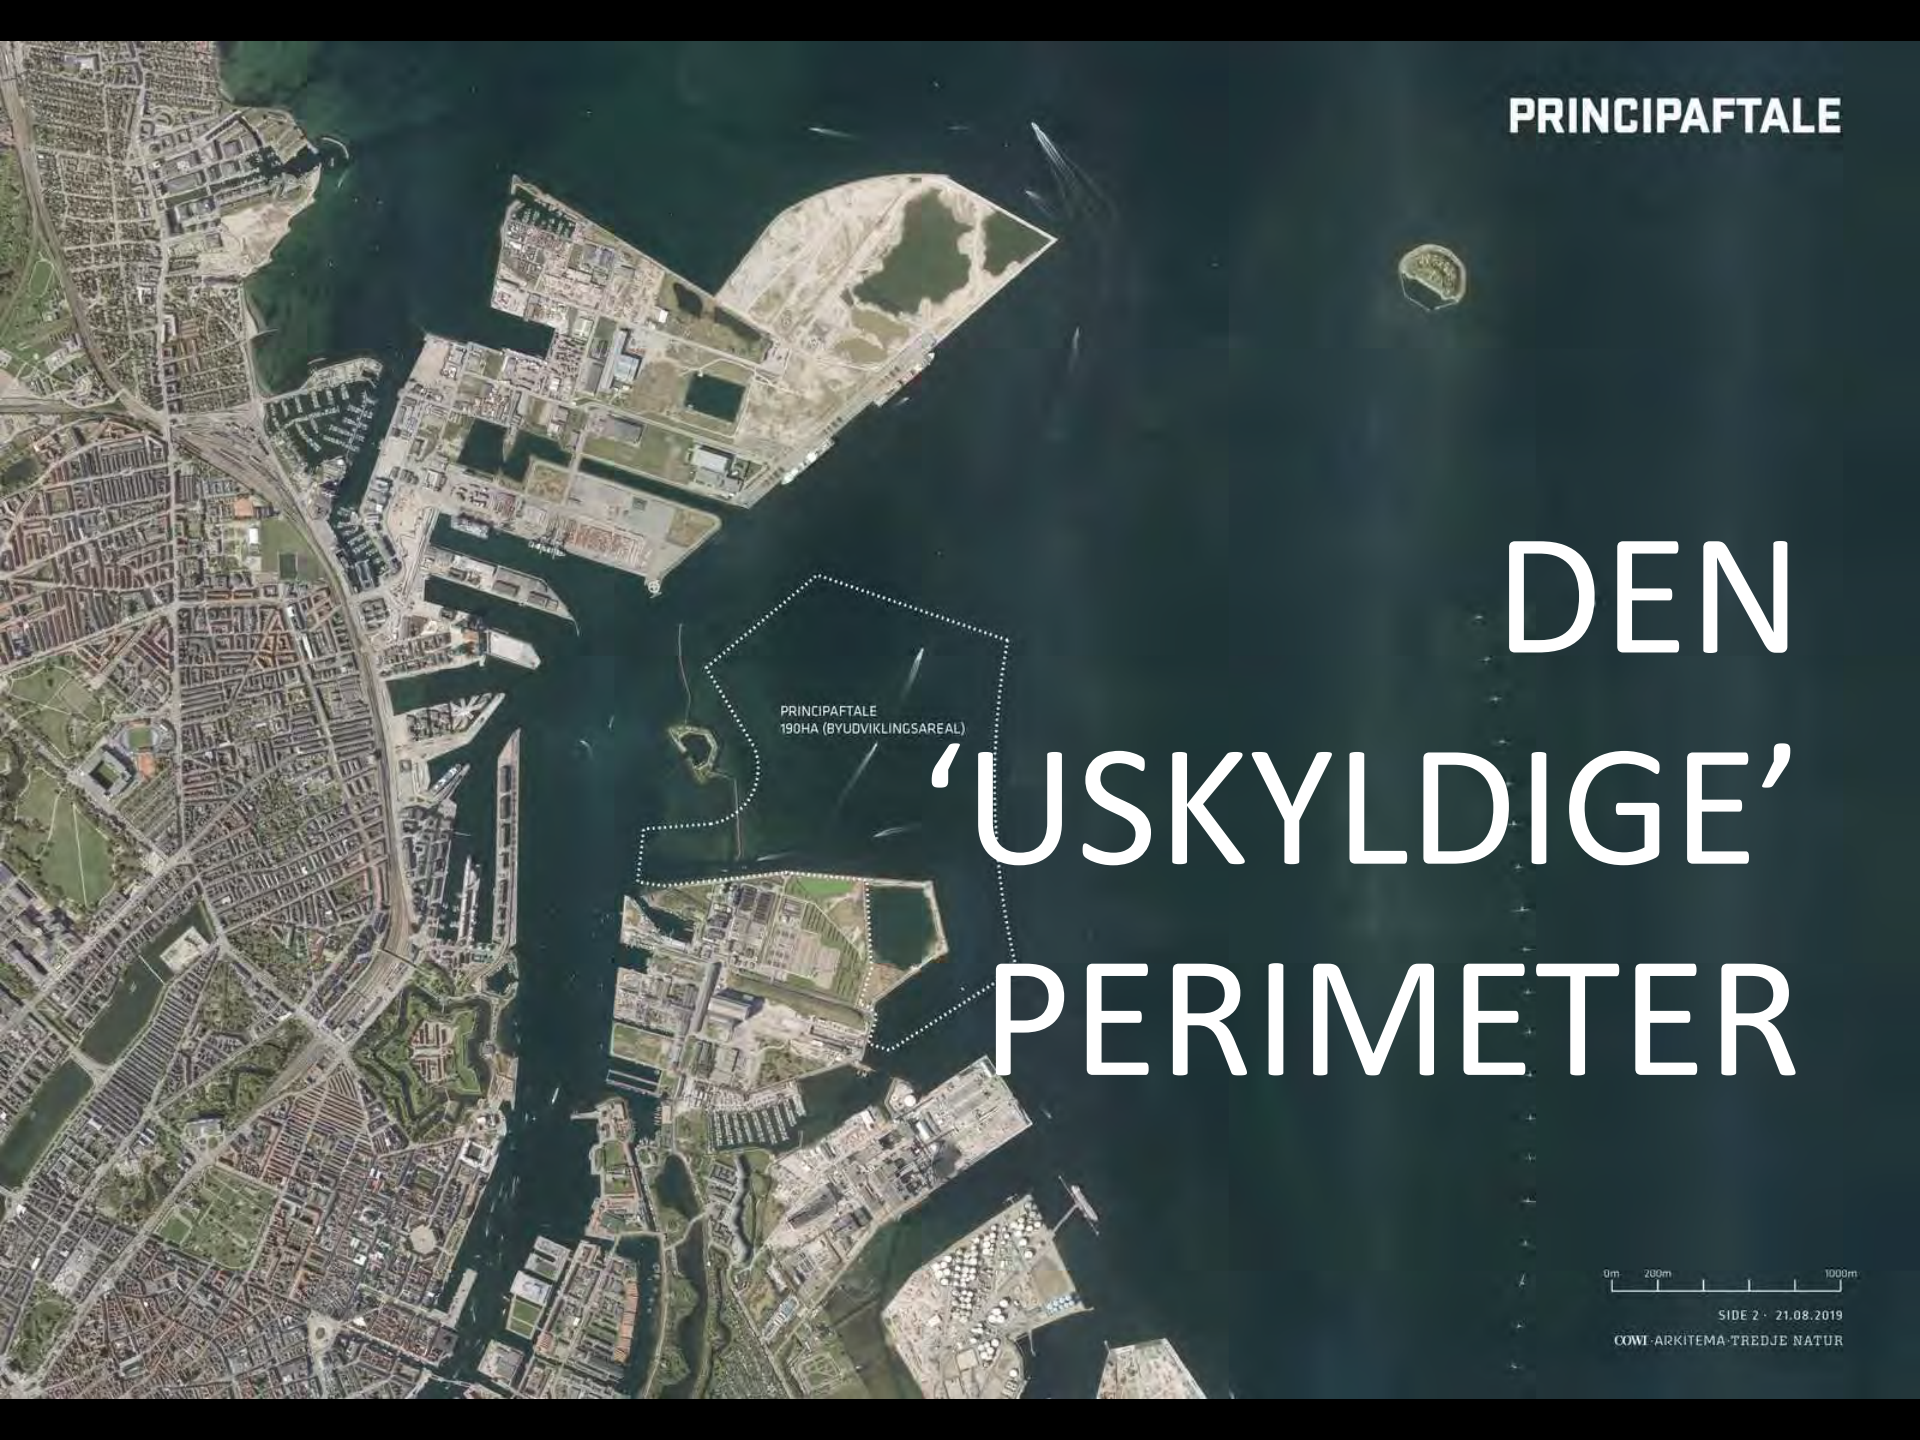 PRINCIPAFTALE
DEN
PRINCIPAFTALE
190HA (BYUDVIKLINGSAREAL)
‘USKYLDIGE’
PERIMETER
0m 200m 1000m
SIDE 2 · 21.08.2019
COWI·ARKITEMA·TREDJE NATUR